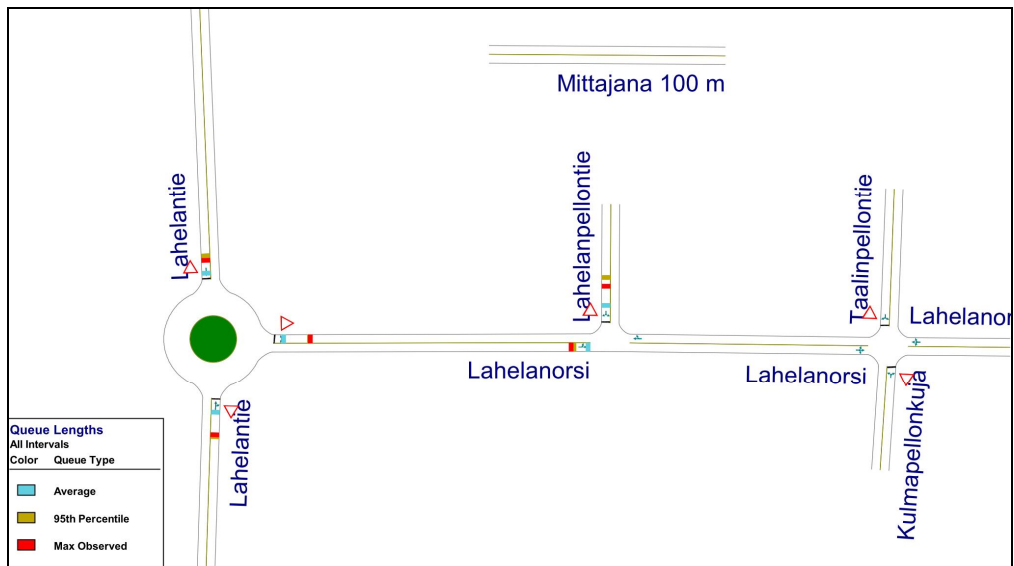 Mittajana 100 m
Lahelantie
Lahelanpellontie
Taalinpellontie
Lahelanor
Lahelanorsi
Lahelanorsi
Kulmapellonkuja
Lahelantie
Queue Lengths
All Intervals
Color Queue Type
Average
95th Percentile
Max Observed